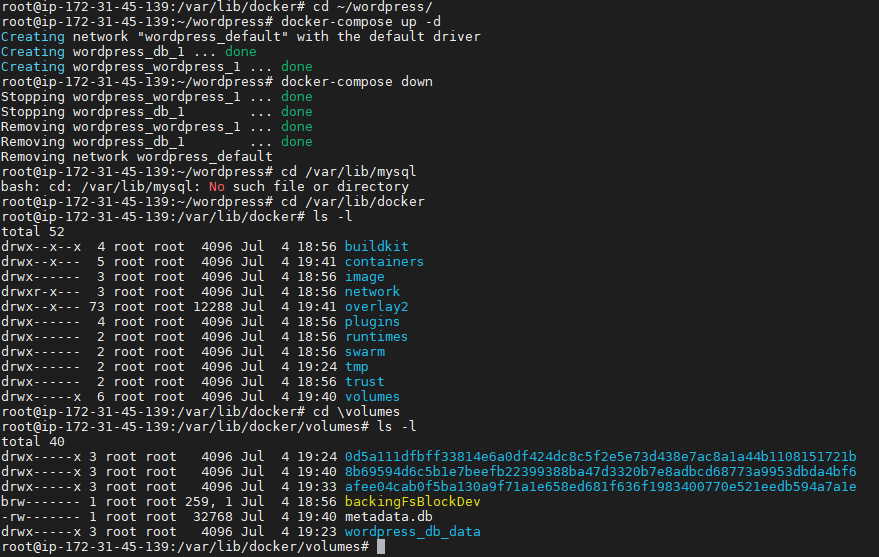 root@ip-172-31-45-139:/var/lib/docker# cd ~/wordpress/
root@ip-172-31-45-139:~/wordpress# docker-compose up -d
Creating network "wordpress_default" with the default driver
Creating wordpress_db_1 ... done
Creating wordpress_wordpress_1 ... done
root@ip-172-31-45-139:~/wordpress# docker-compose down
Stopping wordpress_wordpress_1 ... done
Stopping wordpress_db_1        ... done
Removing wordpress_wordpress_1 ... done
Removing wordpress_db_1        ... done
Removing network wordpress_default
root@ip-172-31-45-139:~/wordpress# cd /var/lib/mysql
bash: cd: /var/lib/mysql: No such file or directory
root@ip-172-31-45-139:~/wordpress# cd /var/lib/docker
root@ip-172-31-45-139:/var/lib/docker# ls -l
total 52
drwx--x--x  4 root root  4096 Jul  4 18:56 buildkit
drwx--x---  5 root root  4096 Jul  4 19:41 containers
drwx------  3 root root  4096 Jul  4 18:56 image
drwxr-x---  3 root root  4096 Jul  4 18:56 network
drwx--x--- 73 root root 12288 Jul  4 19:41 overlay2
drwx------  4 root root  4096 Jul  4 18:56 plugins
drwx------  2 root root  4096 Jul  4 18:56 runtimes
drwx------  2 root root  4096 Jul  4 18:56 swarm
drwx------  2 root root  4096 Jul  4 19:24 tmp
drwx------  2 root root  4096 Jul  4 18:56 trust
drwx-----x  6 root root  4096 Jul  4 19:40 volumes
root@ip-172-31-45-139:/var/lib/docker# cd \volumes
root@ip-172-31-45-139:/var/lib/docker/volumes# ls -l
total 40
drwx-----x 3 root root   4096 Jul  4 19:24 0d5a111dfbff33814e6a0df424dc8c5f2e5e73d438e7ac8a1a44b1108151721b
drwx-----x 3 root root   4096 Jul  4 19:40 8b69594d6c5b1e7beefb22399388ba47d3320b7e8adbcd68773a9953dbda4bf6
drwx-----x 3 root root   4096 Jul  4 19:33 afee04cab0f5ba130a9f71a1e658ed681f636f1983400770e521eedb594a7a1e
brw------- 1 root root 259, 1 Jul  4 18:56 backingFsBlockDev
-rw------- 1 root root  32768 Jul  4 19:40 metadata.db
drwx-----x 3 root root   4096 Jul  4 19:23 wordpress_db_data
root@ip-172-31-45-139:/var/lib/docker/volumes#